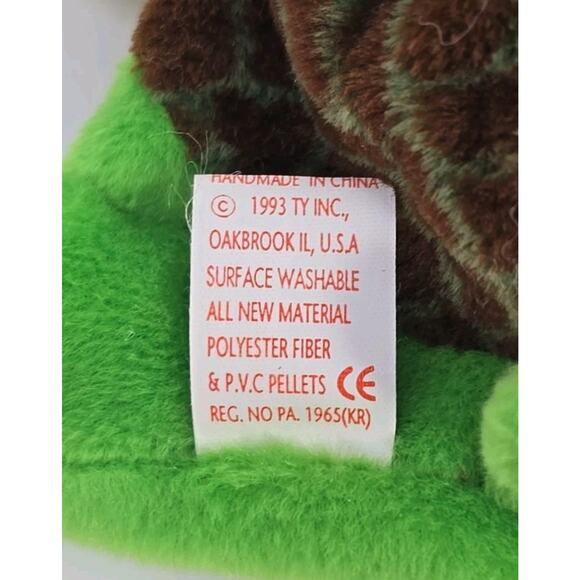 HANDMADE IN CHINA
© 1993 TY INC.,
OAKBROOK IL, U.S.A
SURFACE WASHABLE
ALL NEW MATERIAL
POLYESTER FIBER
& P.V.C PELLETS CE
REG. NO PA. 1965(KR)